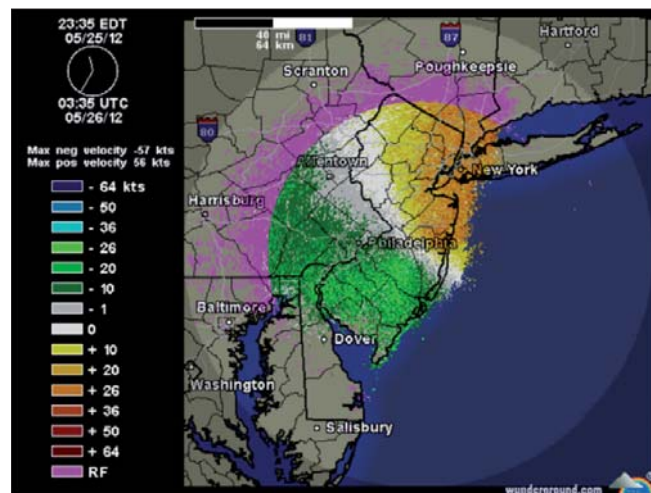 23:35 EDT
05/25/12
03:35 UTC
05/26/12
Max neg velocity -57 kts
Max pos velocity 56 kts
- 64 kts
- 50
- 36
- 26
- 20
- 10
- 1
0
+ 10
+ 20
+ 26
+ 36
+ 50
+ 64
RF
40 mi
64 km
81
87
Hartford
Poughkeepsie
Scranton
80
Allentown
New York
Harrisburg
Philadelphia
Baltimore
Dover
Washington
Salisbury
wunderground.com